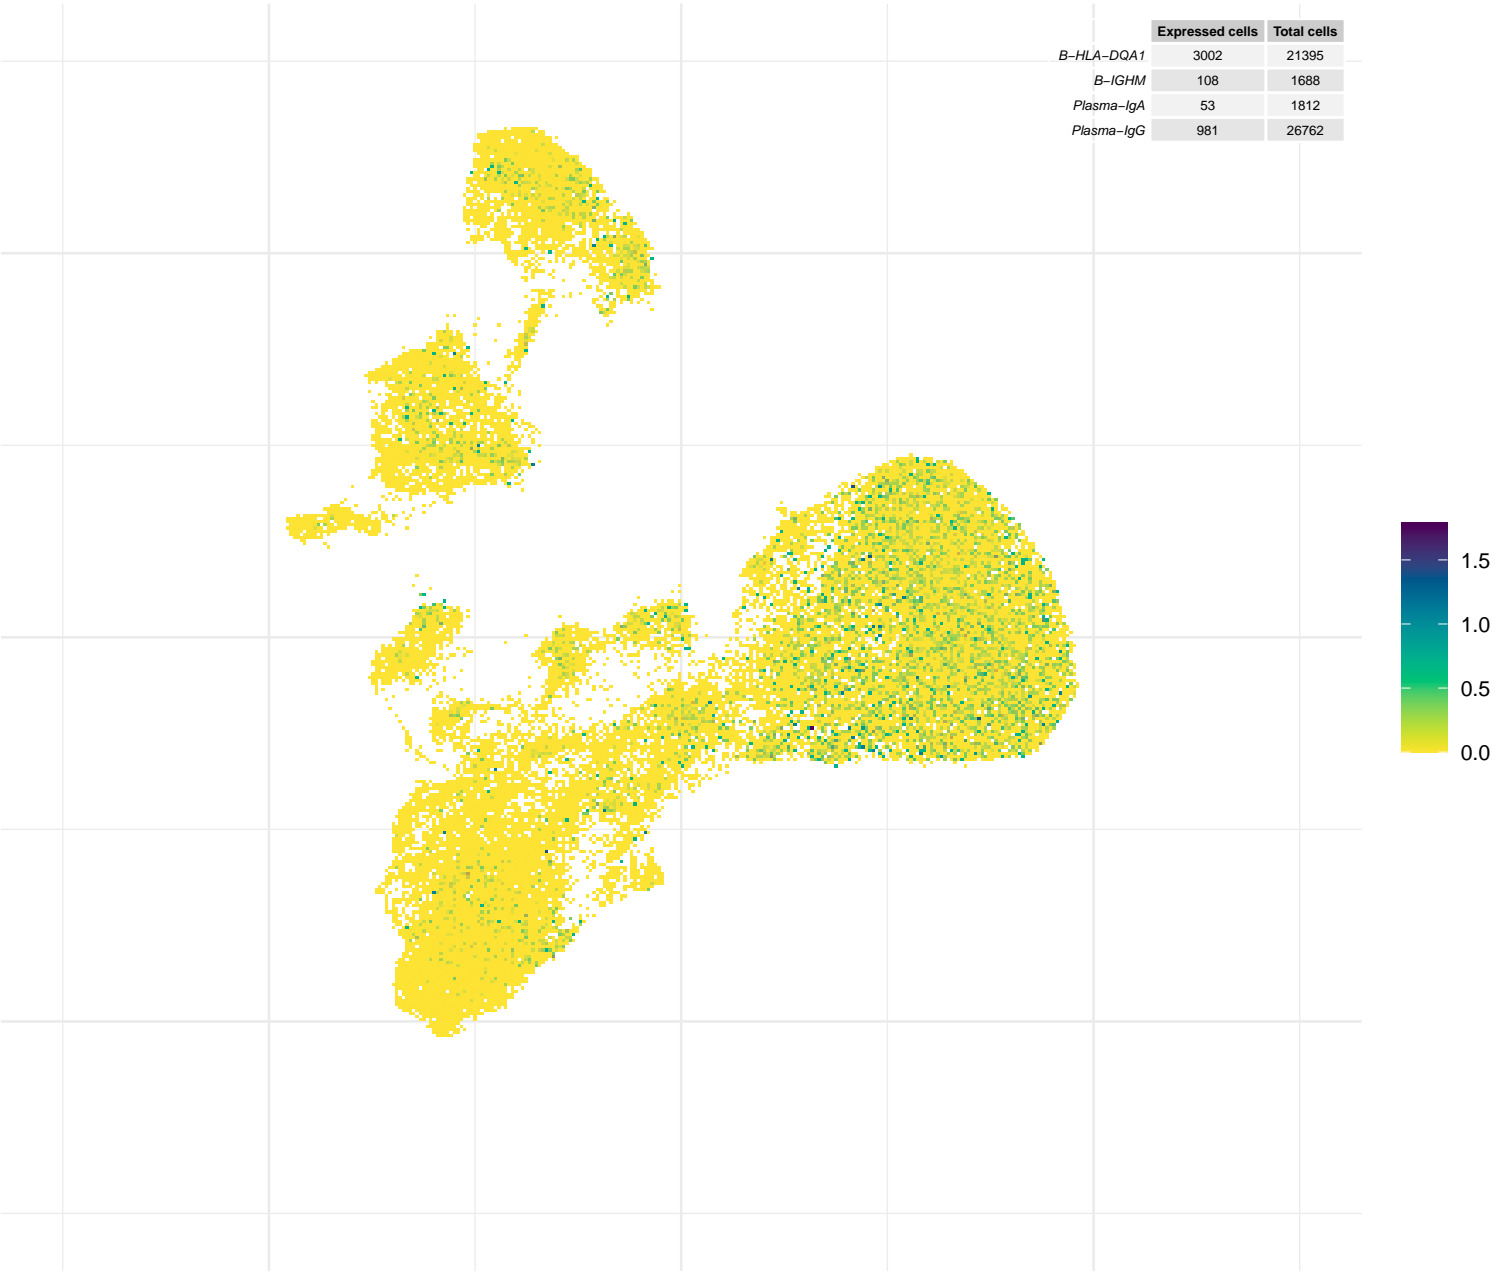 Expressed cells Total cells
B-HLA-DQA1 3002 21395
B-IGHM 108 1688
Plasma-IgA 53 1812
Plasma-IgG 981 26762
1.5
1.0
0.5
0.0